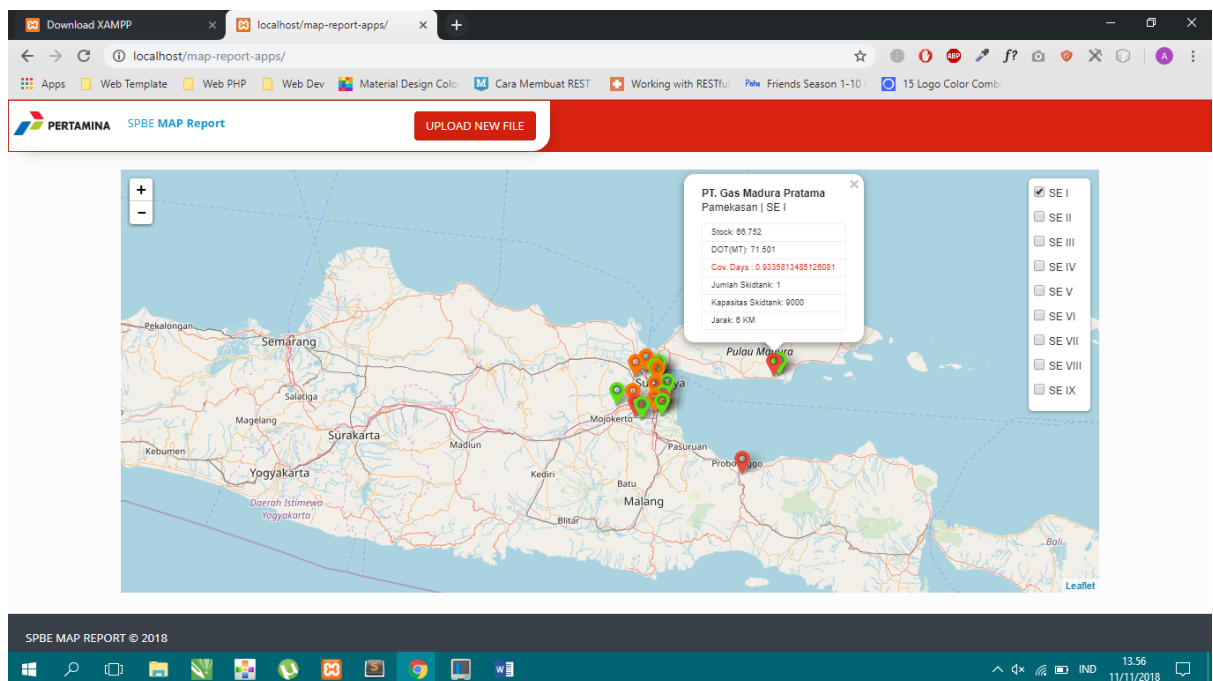 Download XAMPP
localhost/map-report-apps/
localhost/map-report-apps/
Apps
Web Template
Web PHP
Web Dev
Material Design Colo
Cara Membuat REST
Working with RESTful
Friends Season 1-10
15 Logo Color Comb
PERTAMINA
SPBE MAP Report
UPLOAD NEW FILE
+
-
PT. Gas Madura Pratama
Pamekasan | SE I
Stock: 66.752
DOT(MT): 71.501
Cov. Days : 0.9335813485126081
Jumlah Skidtank: 1
Kapasitas Skidtank: 9000
Jarak: 6 KM
SE I
SE II
SE III
SE IV
SE V
SE VI
SE VII
SE VIII
SE IX
Pekalongan
Semarang
Pulau Madura
Salatiga
Magelang
Mojokerto
Surakarta
Madiun
Kebumen
Pasuruan
Yogyakarta
Kediri
Batu
Daerah Istimewa
Yogyakarta
Malang
Blitar
Bali
Leaflet
SPBE MAP REPORT © 2018
IND
13.56
11/11/2018